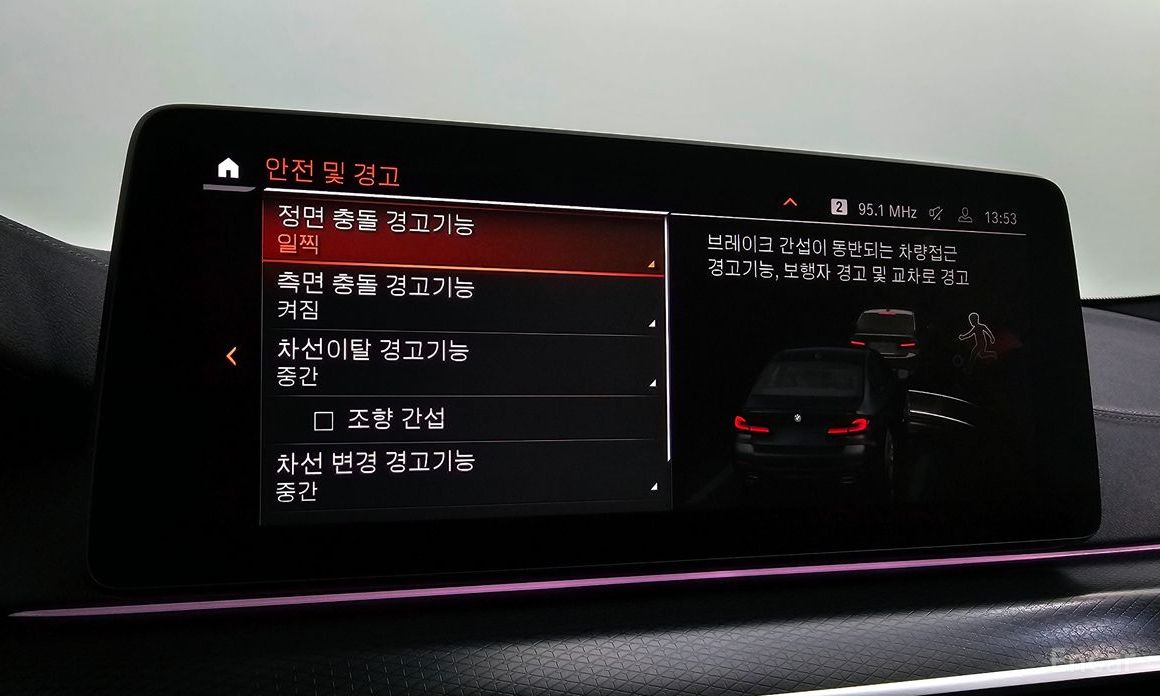 안전 및 경고
2 95.1 MHz 13:53
정면 충돌 경고기능
일찍
측면 충돌 경고기능
켜짐
차선이탈 경고기능
중간
조향 간섭
차선 변경 경고기능
중간
브레이크 간섭이 동반되는 차량접근
경고기능, 보행자 경고 및 교차로 경고